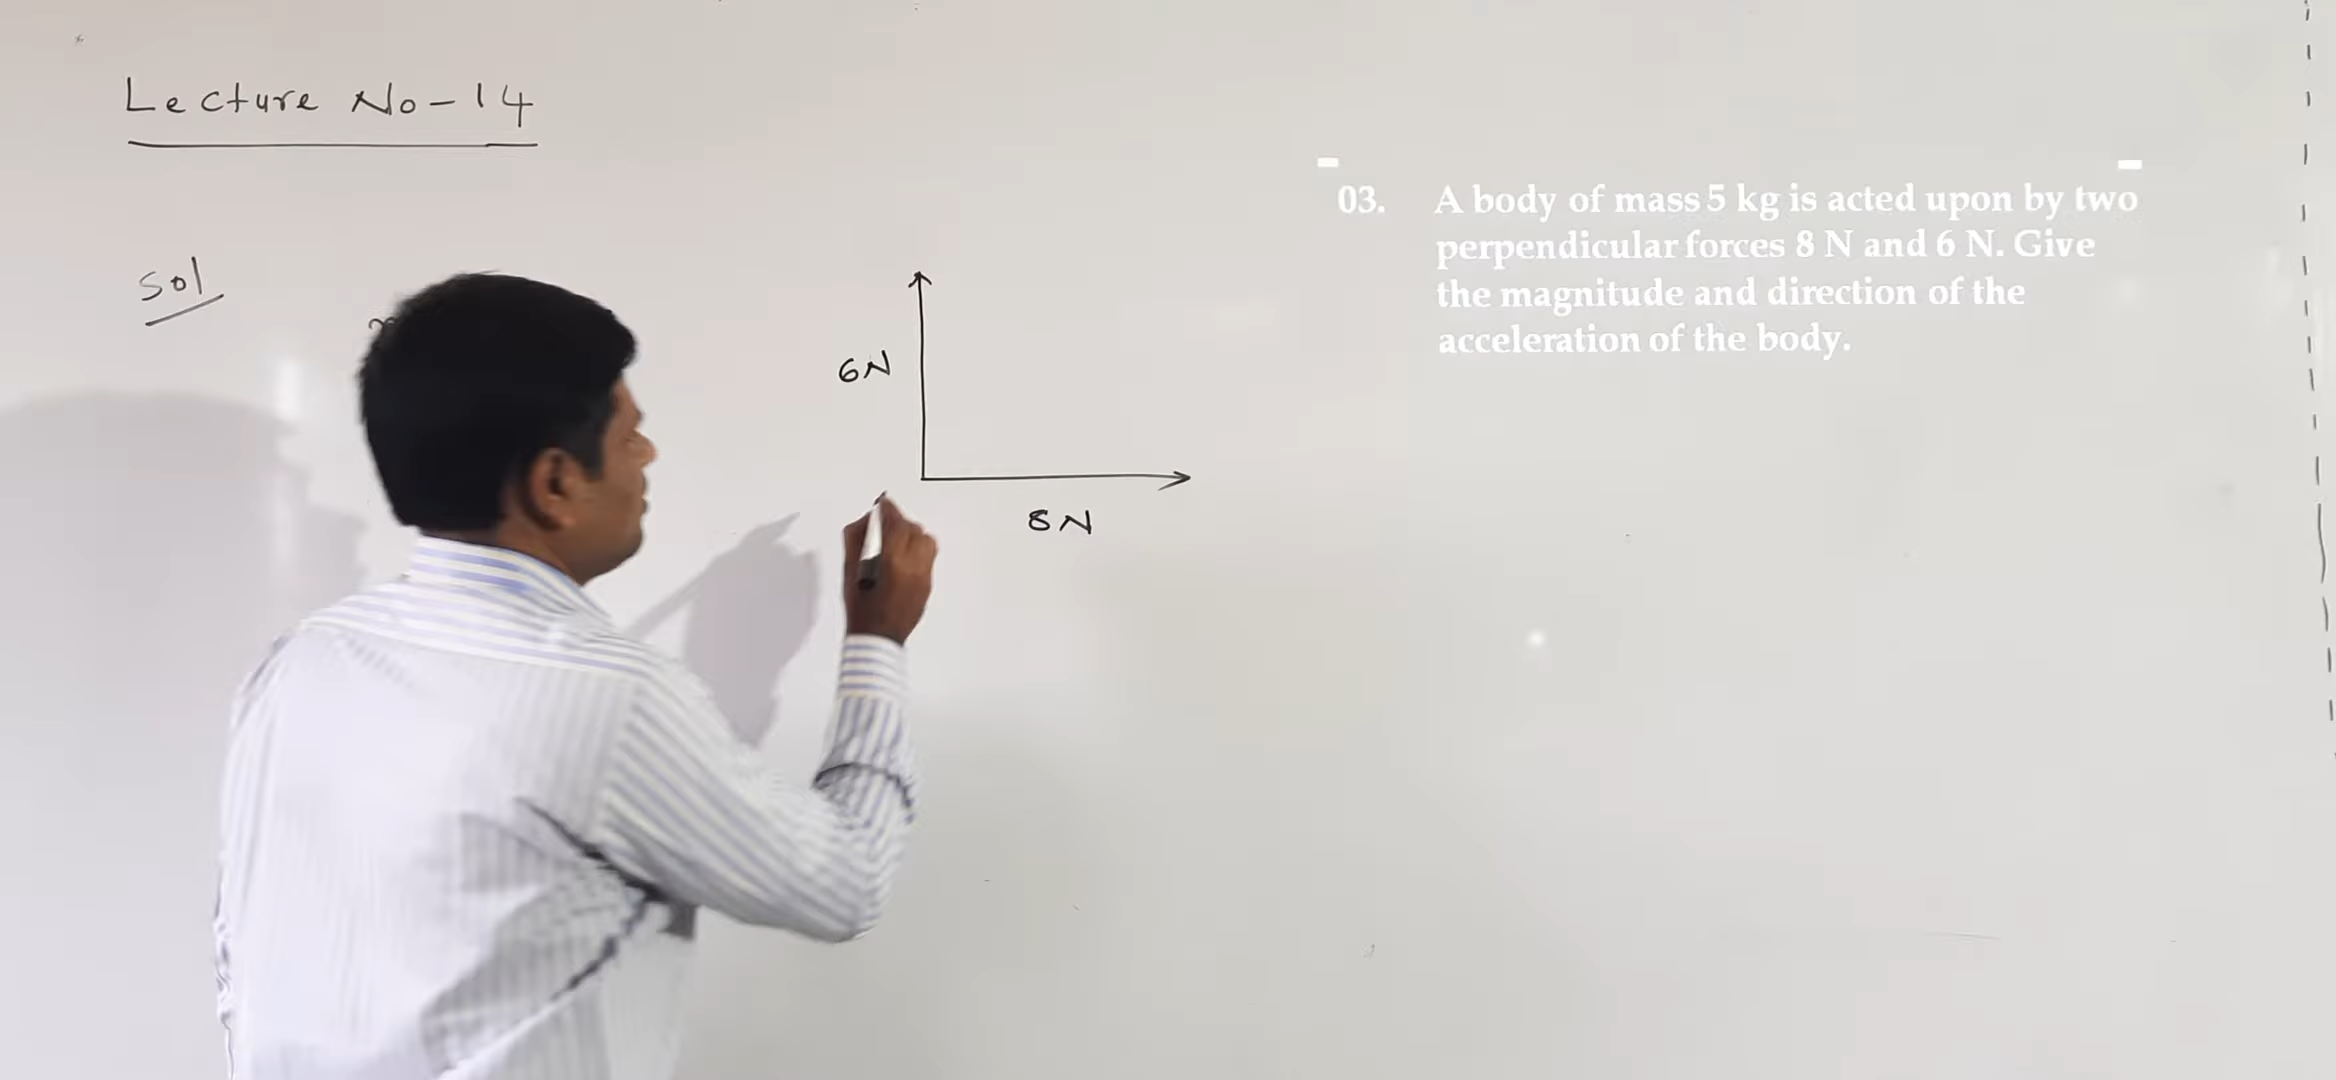 Lecture No-14
Sol
6N
8N
03. A body of mass 5 kg is acted upon by two
perpendicular forces 8 N and 6 N. Give
the magnitude and direction of the
acceleration of the body.